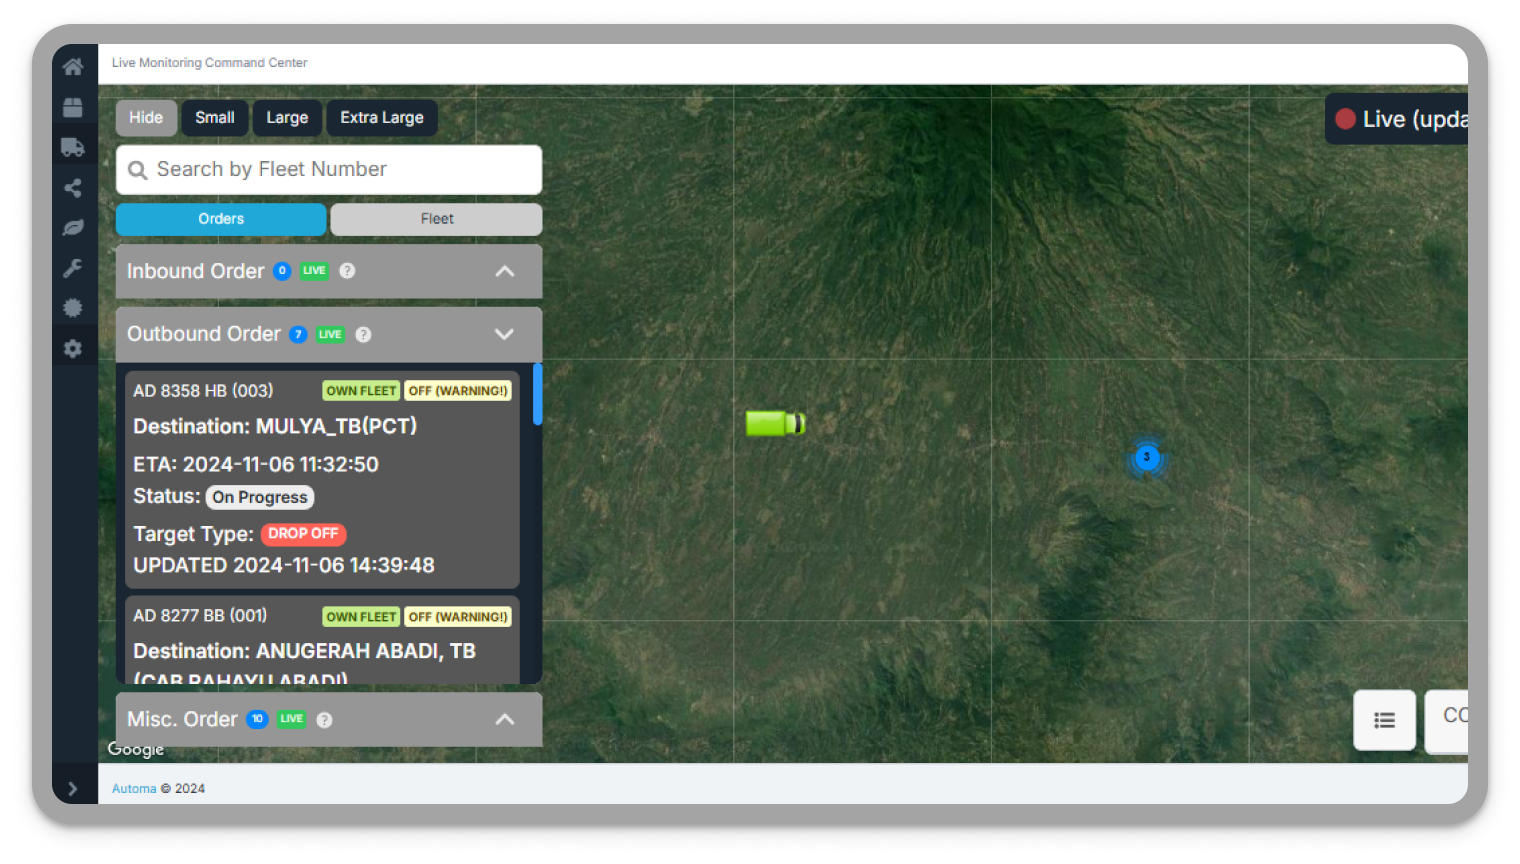 Live Monitoring Command Center
Hide Small Large Extra Large
Live (upda
Search by Fleet Number
Orders Fleet
Inbound Order 0 LIVE ?
Outbound Order 7 LIVE ?
AD 8358 HB (003) OWN FLEET OFF (WARNING!)
Destination: MULYA_TB(PCT)
ETA: 2024-11-06 11:32:50
Status: On Progress
Target Type: DROP OFF
UPDATED 2024-11-06 14:39:48
AD 8277 BB (001) OWN FLEET OFF (WARNING!)
Destination: ANUGERAH ABADI, TB
(CAB RAHAYU ABADI)
3
Misc. Order 10 LIVE ?
CO
Google
Automa © 2024